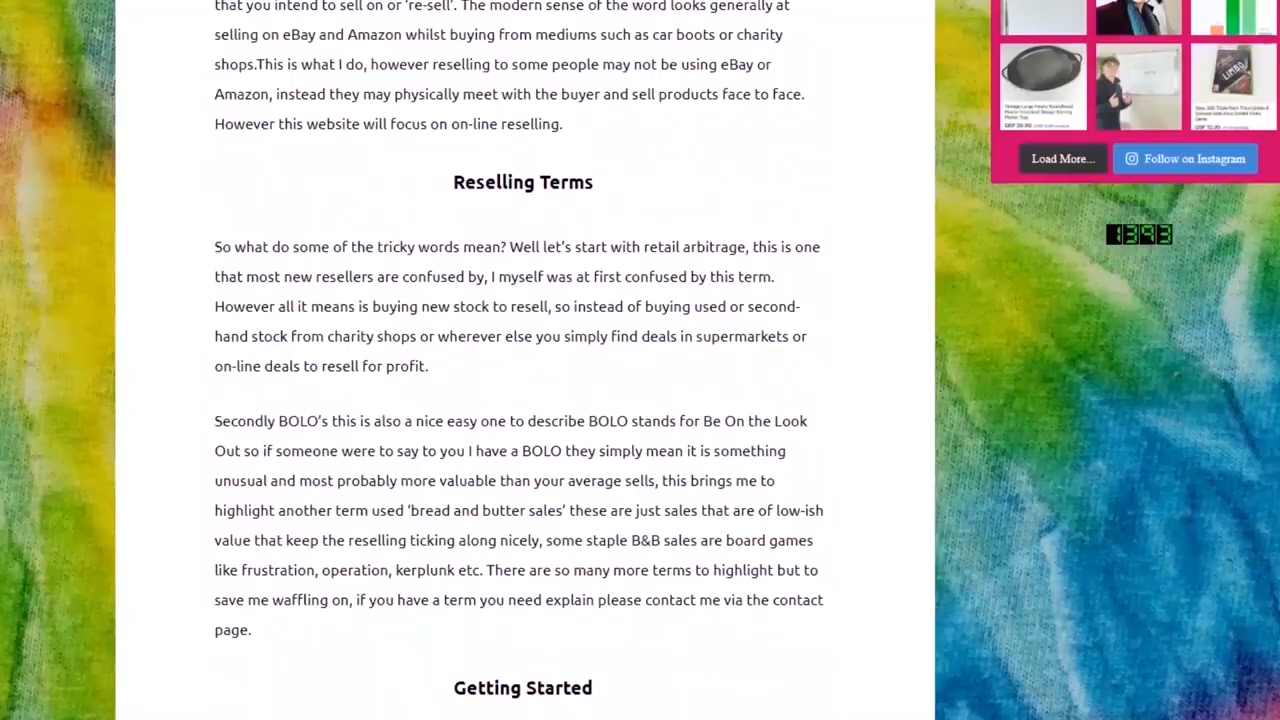 that you intend to sell on or ‘re-sell’. The modern sense of the word looks generally at
selling on eBay and Amazon whilst buying from mediums such as car boots or charity
shops.This is what I do, however reselling to some people may not be using eBay or
Amazon, instead they may physically meet with the buyer and sell products face to face.
However this website will focus on on-line reselling.
Reselling Terms
So what do some of the tricky words mean? Well let’s start with retail arbitrage, this is one
that most new resellers are confused by, I myself was at first confused by this term.
However all it means is buying new stock to resell, so instead of buying used or second-
hand stock from charity shops or wherever else you simply find deals in supermarkets or
on-line deals to resell for profit.
Secondly BOLO’s this is also a nice easy one to describe BOLO stands for Be On the Look
Out so if someone were to say to you I have a BOLO they simply mean it is something
unusual and most probably more valuable than your average sells, this brings me to
highlight another term used ‘bread and butter sales’ these are just sales that are of low-ish
value that keep the reselling ticking along nicely, some staple B&B sales are board games
like frustration, operation, kerplunk etc. There are so many more terms to highlight but to
save me waffling on, if you have a term you need explain please contact me via the contact
page.
Getting Started
LIMBO
Load More...
Follow on Instagram
1393